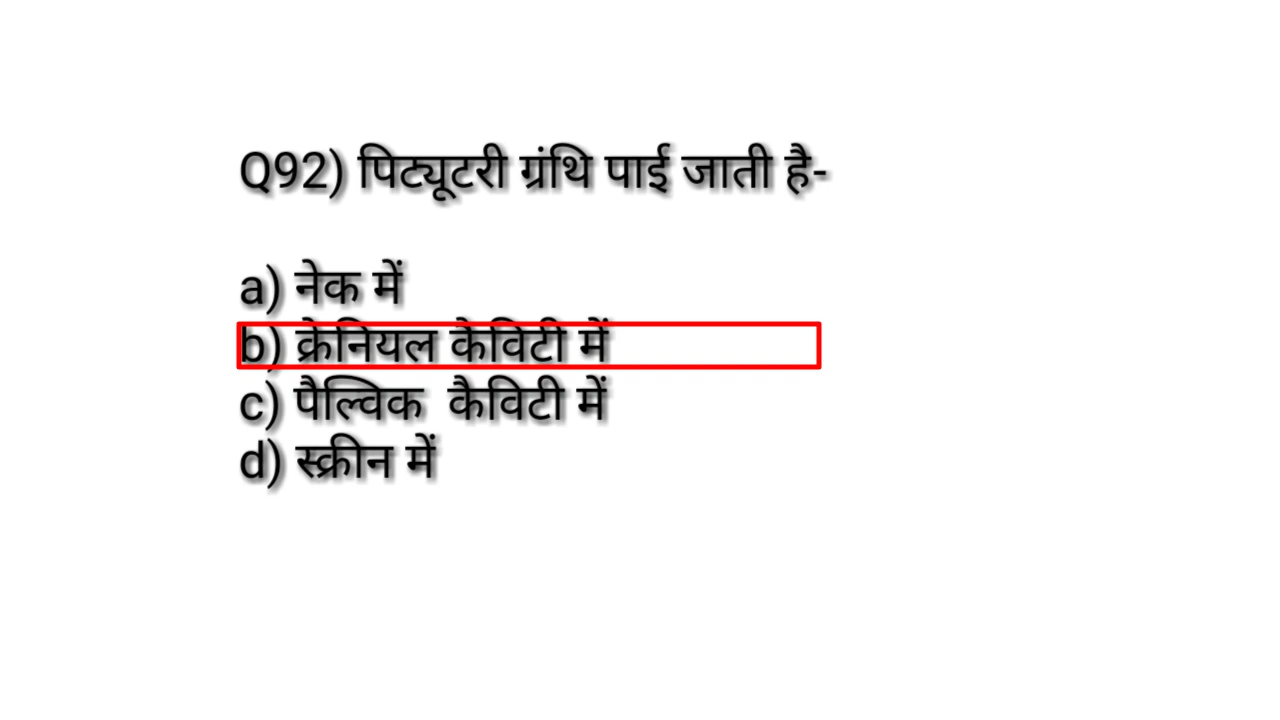 Q92) पिट्यूटरी ग्रंथि पाई जाती है-
a) नेक में
b) क्रेनियल कैविटी में
c) पैल्विक कैविटी में
d) स्क्रीन में